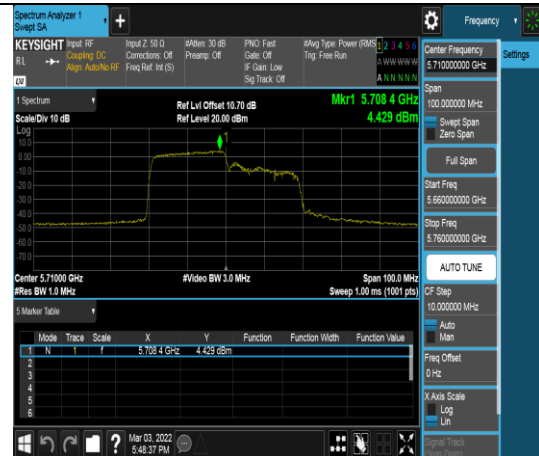 Spectrum Analyzer 1
Swept SA
+
Frequency
KEYSIGHT
Input: RF
Coupling: DC
Align: Auto/No RF
Input Z: 50 Ω
Corrections: Off
Freq Ref: Int (S)
#Atten: 30 dB
Preamp: Off
PNO: Fast
Gate: Off
IF Gain: Low
Sig Track: Off
#Avg Type: Power (RMS)
Trig: Free Run
1 2 3 4 5 6
A W W W W W
A N N N N N
R L
LXI
Center Frequency
5.710000000 GHz
Settings
Span
100.000000 MHz
Swept Span
Zero Span
Full Span
Start Freq
5.660000000 GHz
Stop Freq
5.760000000 GHz
AUTO TUNE
CF Step
10.000000 MHz
Auto
Man
Freq Offset
0 Hz
X Axis Scale
Log
Lin
Signal Track
(Span Zoom)
1 Spectrum
Scale/Div 10 dB
Ref Lvl Offset 10.70 dB
Ref Level 20.00 dBm
Mkr1 5.708 4 GHz
4.429 dBm
Log
10.0
0.00
-10.0
-20.0
-30.0
-40.0
-50.0
-60.0
-70.0
1
Center 5.71000 GHz
#Res BW 1.0 MHz
#Video BW 3.0 MHz
Span 100.0 MHz
Sweep 1.00 ms (1001 pts)
5 Marker Table
Mode Trace Scale X Y Function Function Width Function Value
1 N 1 f 5.708 4 GHz 4.429 dBm
2
3
4
5
6
?
Mar 03, 2022
5:48:37 PM